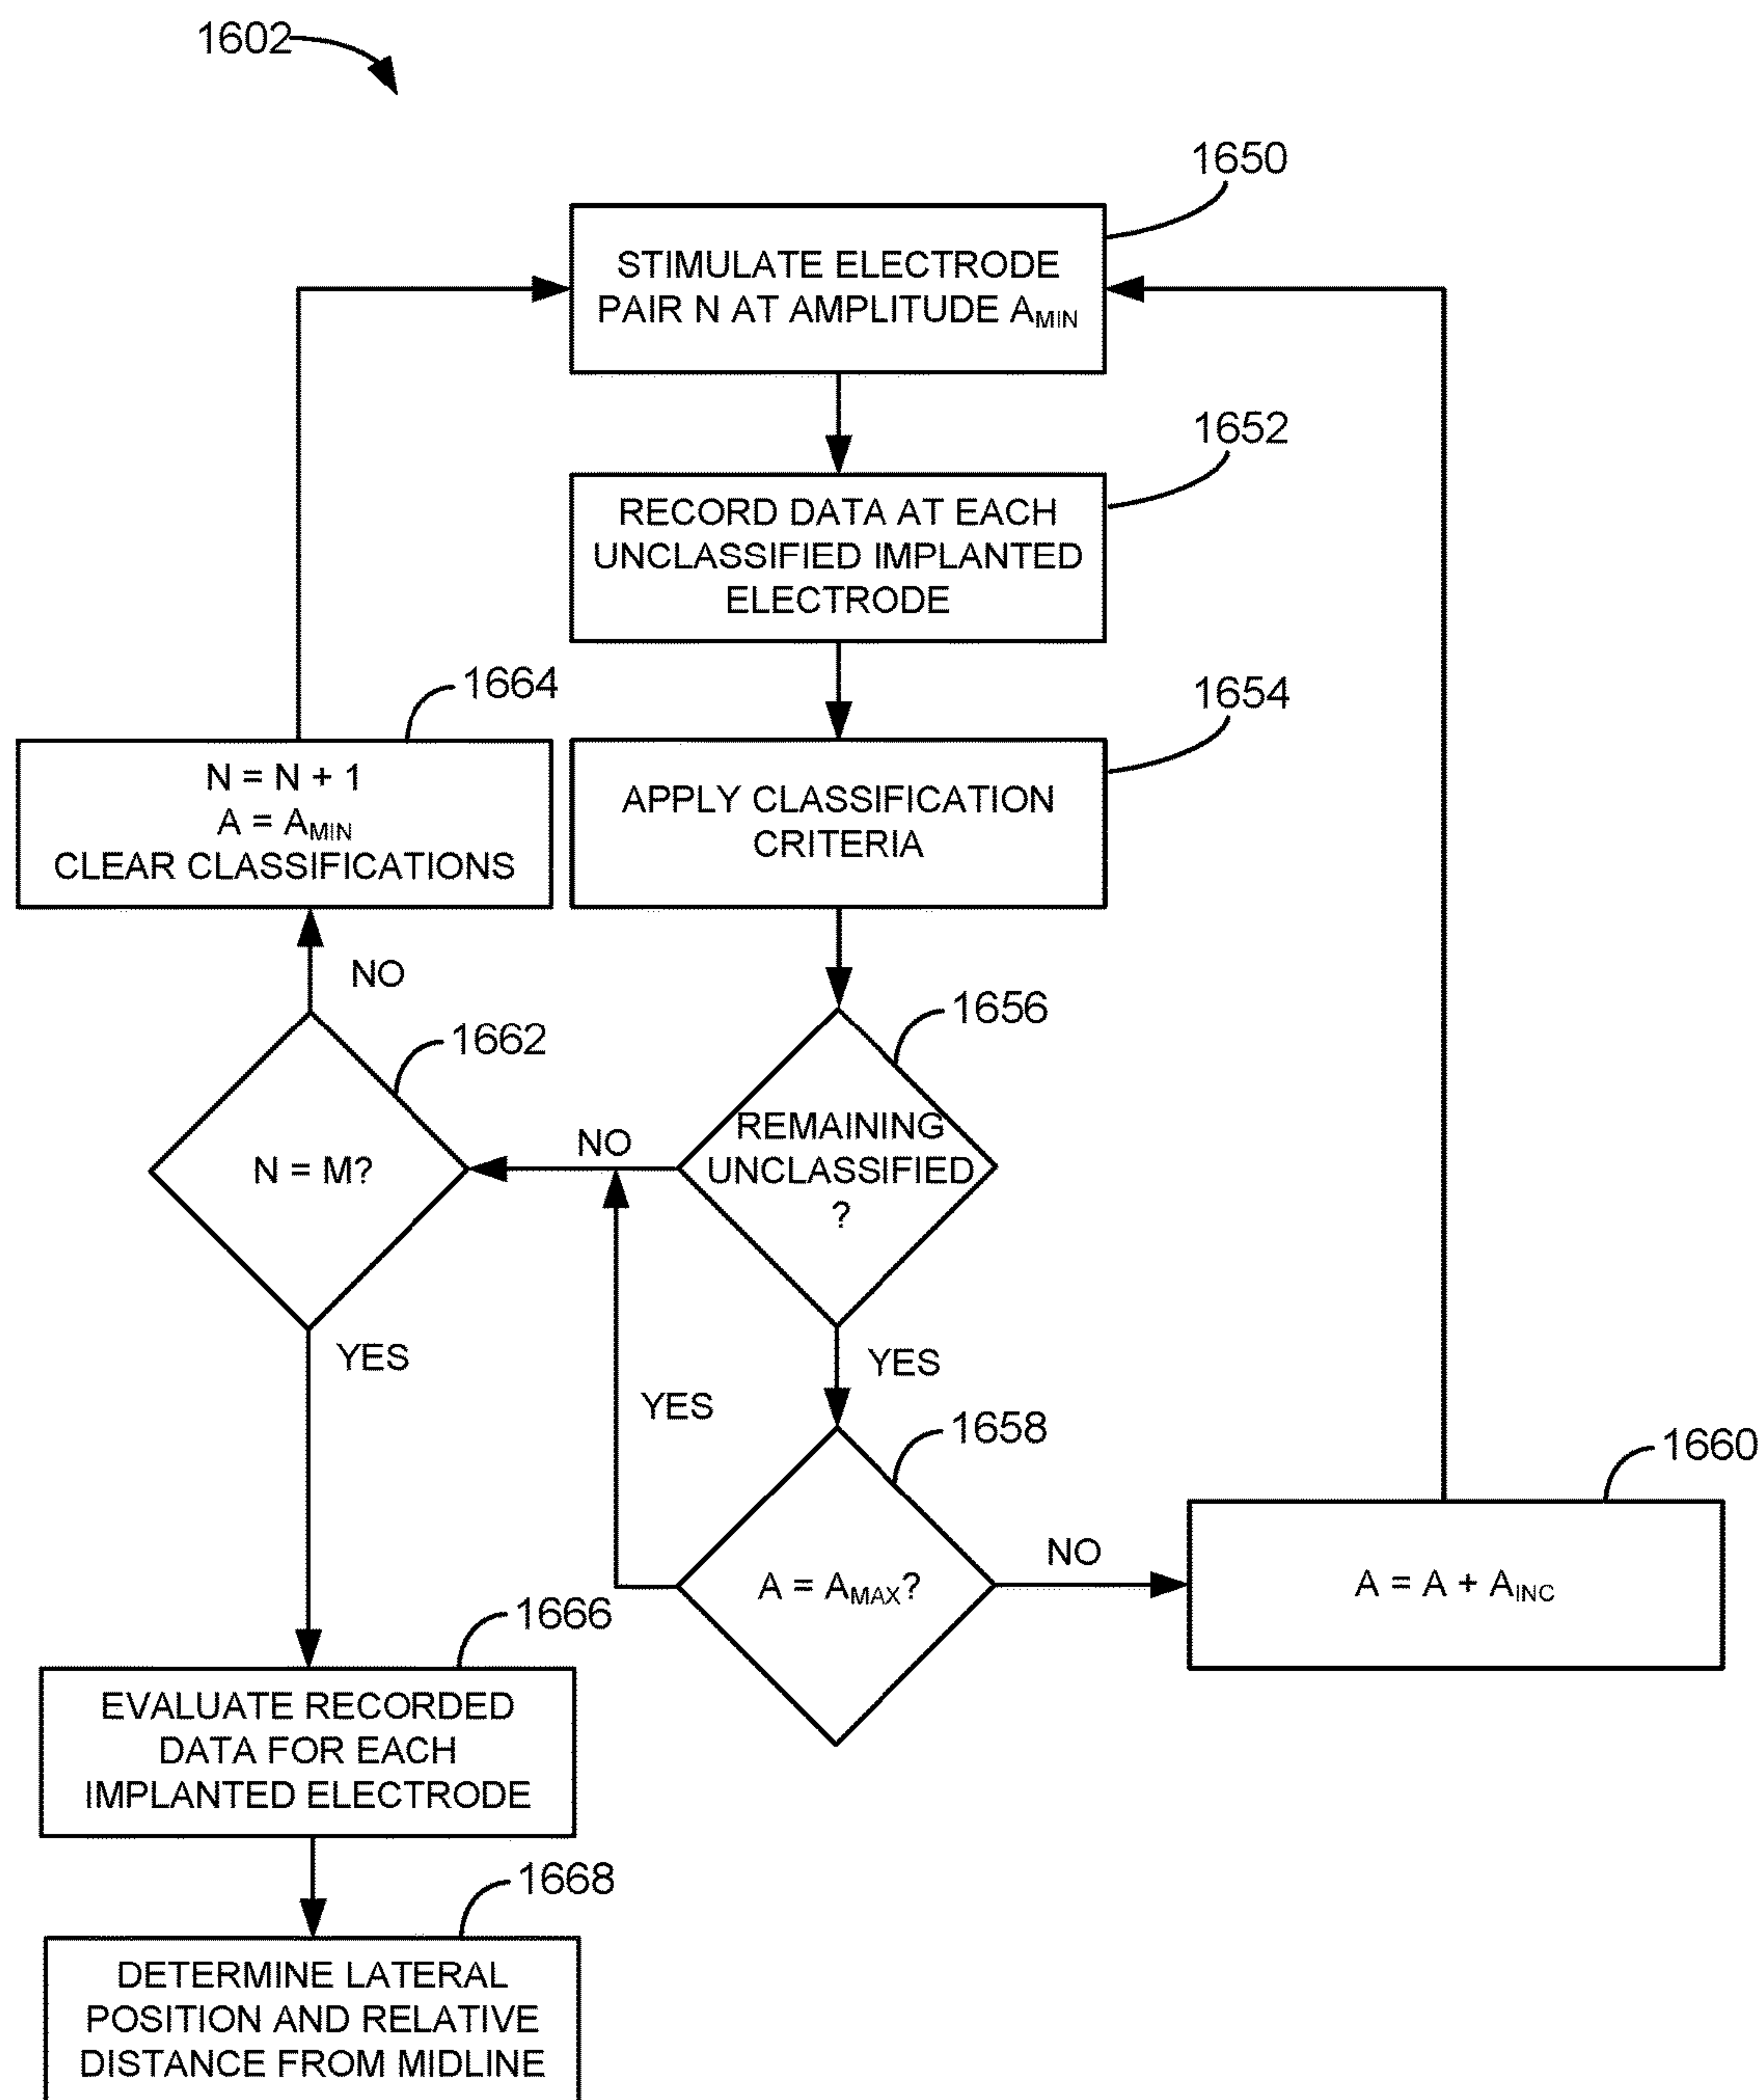 1602
1650
STIMULATE ELECTRODE
PAIR N AT AMPLITUDE AMIN
1652
RECORD DATA AT EACH
UNCLASSIFIED IMPLANTED
ELECTRODE
1664
1654
N = N + 1
A = AMIN
CLEAR CLASSIFICATIONS
APPLY CLASSIFICATION
CRITERIA
NO
1656
1662
REMAINING
UNCLASSIFIED
?
NO
N = M?
YES
YES
YES
1658
1660
A = AMAX?
NO
A = A + AINC
1666
EVALUATE RECORDED
DATA FOR EACH
IMPLANTED ELECTRODE
1668
DETERMINE LATERAL
POSITION AND RELATIVE
DISTANCE FROM MIDLINE